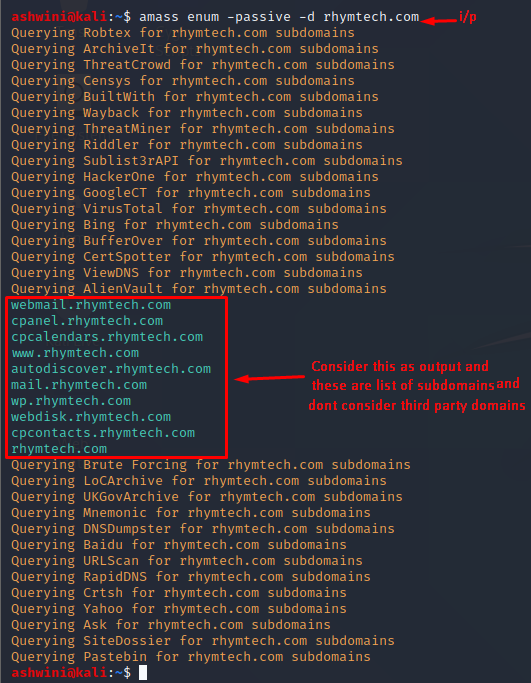 ashwini@kali:~$ amass enum -passive -d rhymtech.com i/p
Querying Robtex for rhymtech.com subdomains
Querying ArchiveIt for rhymtech.com subdomains
Querying ThreatCrowd for rhymtech.com subdomains
Querying Censys for rhymtech.com subdomains
Querying BuiltWith for rhymtech.com subdomains
Querying Wayback for rhymtech.com subdomains
Querying ThreatMiner for rhymtech.com subdomains
Querying Riddler for rhymtech.com subdomains
Querying Sublist3rAPI for rhymtech.com subdomains
Querying HackerOne for rhymtech.com subdomains
Querying GoogleCT for rhymtech.com subdomains
Querying VirusTotal for rhymtech.com subdomains
Querying Bing for rhymtech.com subdomains
Querying BufferOver for rhymtech.com subdomains
Querying CertSpotter for rhymtech.com subdomains
Querying ViewDNS for rhymtech.com subdomains
Querying AlienVault for rhymtech.com subdomains
webmail.rhymtech.com
cpanel.rhymtech.com
cpcalendars.rhymtech.com
www.rhymtech.com
autodiscover.rhymtech.com
mail.rhymtech.com
wp.rhymtech.com
webdisk.rhymtech.com
cpcontacts.rhymtech.com
rhymtech.com
Consider this as output and
these are list of subdomains and
dont consider third party domains
Querying Brute Forcing for rhymtech.com subdomains
Querying LoCArchive for rhymtech.com subdomains
Querying UKGovArchive for rhymtech.com subdomains
Querying Mnemonic for rhymtech.com subdomains
Querying DNSDumpster for rhymtech.com subdomains
Querying Baidu for rhymtech.com subdomains
Querying URLScan for rhymtech.com subdomains
Querying RapidDNS for rhymtech.com subdomains
Querying Crtsh for rhymtech.com subdomains
Querying Yahoo for rhymtech.com subdomains
Querying Ask for rhymtech.com subdomains
Querying SiteDossier for rhymtech.com subdomains
Querying Pastebin for rhymtech.com subdomains
ashwini@kali:~$